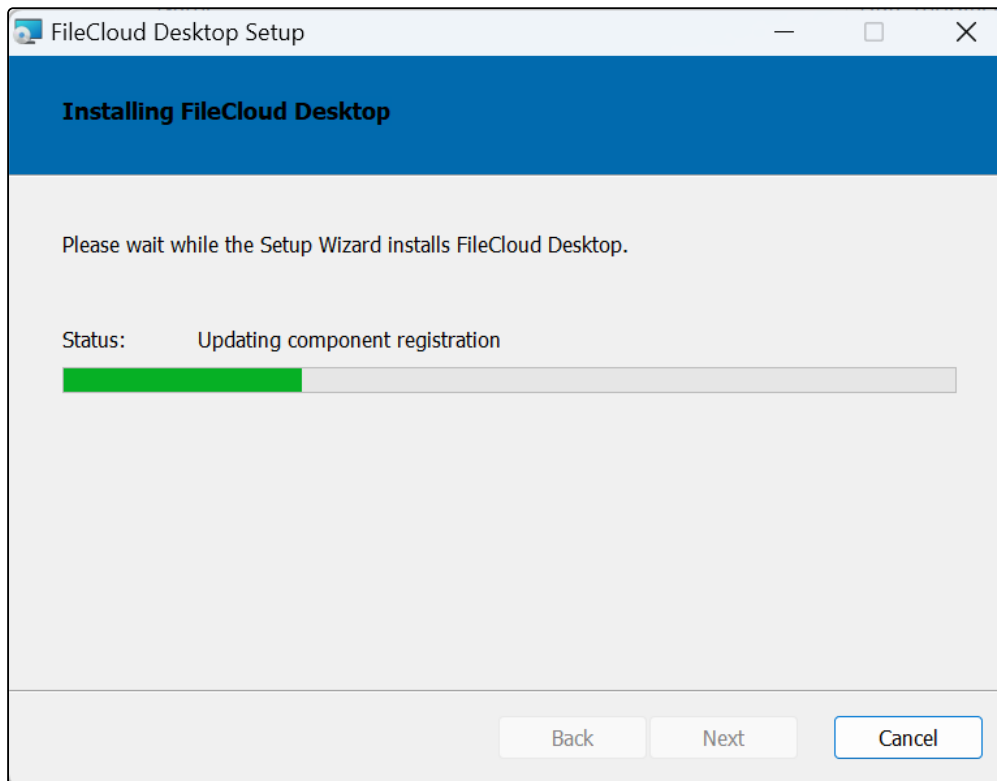 FileCloud Desktop Setup
Installing FileCloud Desktop
Please wait while the Setup Wizard installs FileCloud Desktop.
Status: Updating component registration
Back Next Cancel